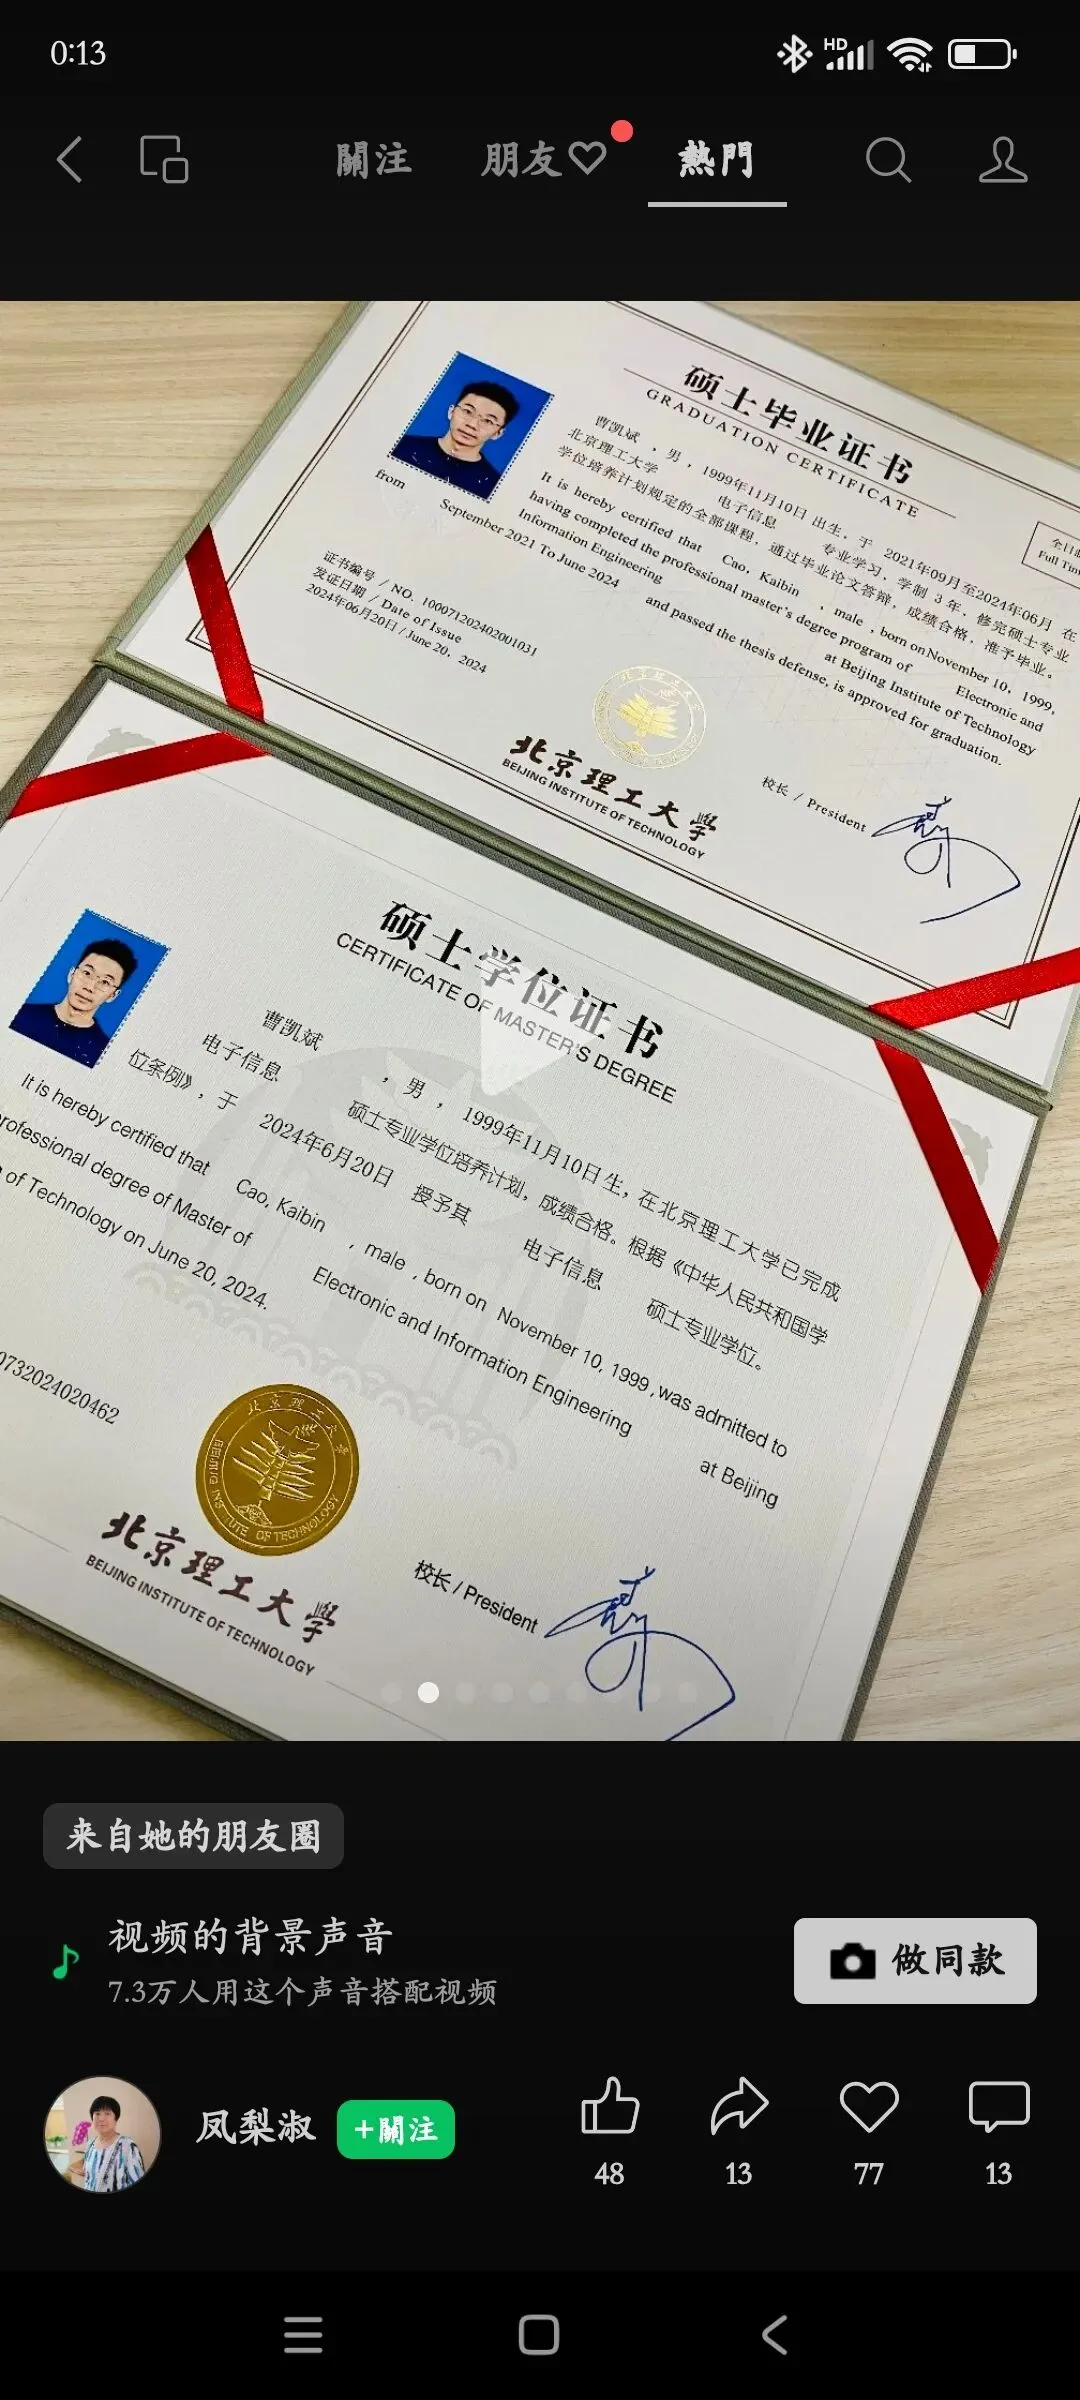 0:13
HD
關注
朋友♡
熱門
硕士毕业证书
GRADUATION CERTIFICATE
曹凯斌 ，男，1999年11月10日 出生，于 2021年09月至2024年06月 在
北京理工大学 电子信息 专业学习，学制 3 年，修完硕士专业
学位培养计划规定的全部课程，通过毕业论文答辩，成绩合格，准予毕业。
It is hereby certified that Cao, Kaibin , male , born on November 10, 1999,
having completed the professional master's degree program of Electronic and
Information Engineering at Beijing Institute of Technology
from September 2021 To June 2024 and passed the thesis defense, is approved for graduation.
Full Tim
证书编号 / NO. 100071202402001031
发证日期 / Date of Issue
2024年06月20日 / June 20, 2024
北京理工大學
BEIJING INSTITUTE OF TECHNOLOGY
校长 / President
硕士学位证书
CERTIFICATE OF MASTER'S DEGREE
曹凯斌 ，男，1999年11月10日生，在北京理工大学已完成
电子信息 硕士专业学位培养计划，成绩合格。根据《中华人民共和国学
位条例》，于 2024年6月20日 授予其 电子信息 硕士专业学位。
It is hereby certified that Cao, Kaibin , male , born on November 10, 1999 , was admitted to
rofessional degree of Master of Electronic and Information Engineering at Beijing
of Technology on June 20, 2024.
0732024020462
北京理工大學
BEIJING INSTITUTE OF TECHNOLOGY
校长 / President
来自她的朋友圈
视频的背景声音
7.3万人用这个声音搭配视频
做同款
凤梨淑
+關注
48
13
77
13